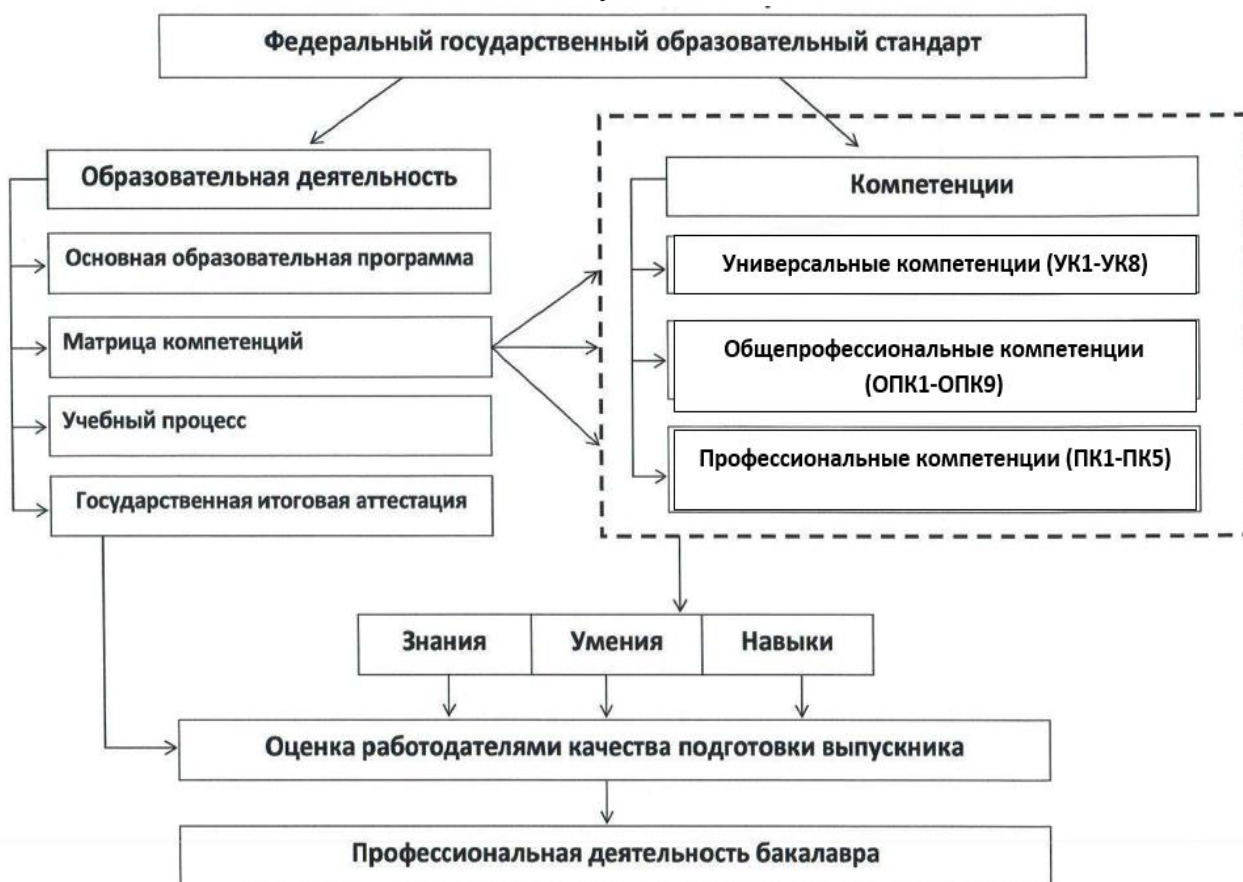 Федеральный государственный образовательный стандарт
Образовательная деятельность
Основная образовательная программа
Матрица компетенций
Учебный процесс
Государственная итоговая аттестация
Компетенции
Универсальные компетенции (УК1-УК8)
Общепрофессиональные компетенции
(ОПК1-ОПК9)
Профессиональные компетенции (ПК1-ПК5)
Знания
Умения
Навыки
Оценка работодателями качества подготовки выпускника
Профессиональная деятельность бакалавра